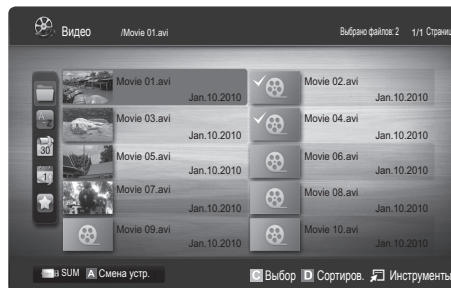 Видео /Movie 01.avi Выбрано файлов: 2 1/1 Страниц
Movie 01.avi Movie 02.avi
Jan.10.2010 Jan.10.2010
Movie 03.avi Movie 04.avi
Jan.10.2010 Jan.10.2010
30
Movie 05.avi Movie 06.avi
Jan.10.2010 Jan.10.2010
Movie 07.avi Movie 08.avi
Jan.10.2010 Jan.10.2010
Movie 09.avi Movie 10.avi
Jan.10.2010 Jan.10.2010
SUM A Смена устр. C Выбор D Сортиров. Инструменты